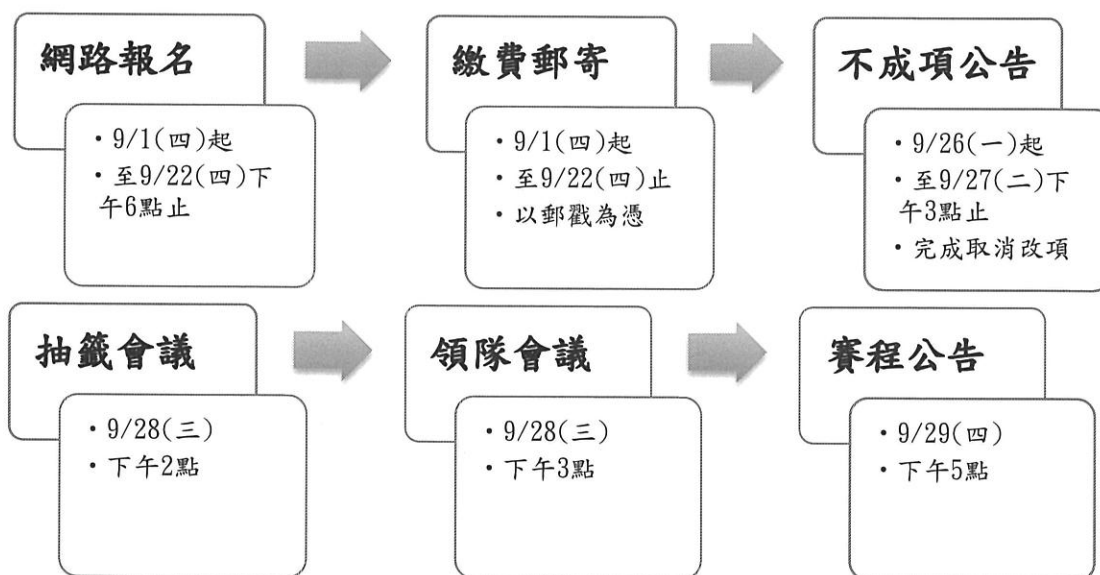 網路報名
• 9/1(四)起
• 至9/22(四)下
午6點止
繳費郵寄
• 9/1(四)起
• 至9/22(四)止
• 以郵戳為憑
不成項公告
• 9/26(一)起
• 至9/27(二)下
午3點止
• 完成取消改項
抽籤會議
• 9/28(三)
• 下午2點
領隊會議
• 9/28(三)
• 下午3點
賽程公告
• 9/29(四)
• 下午5點